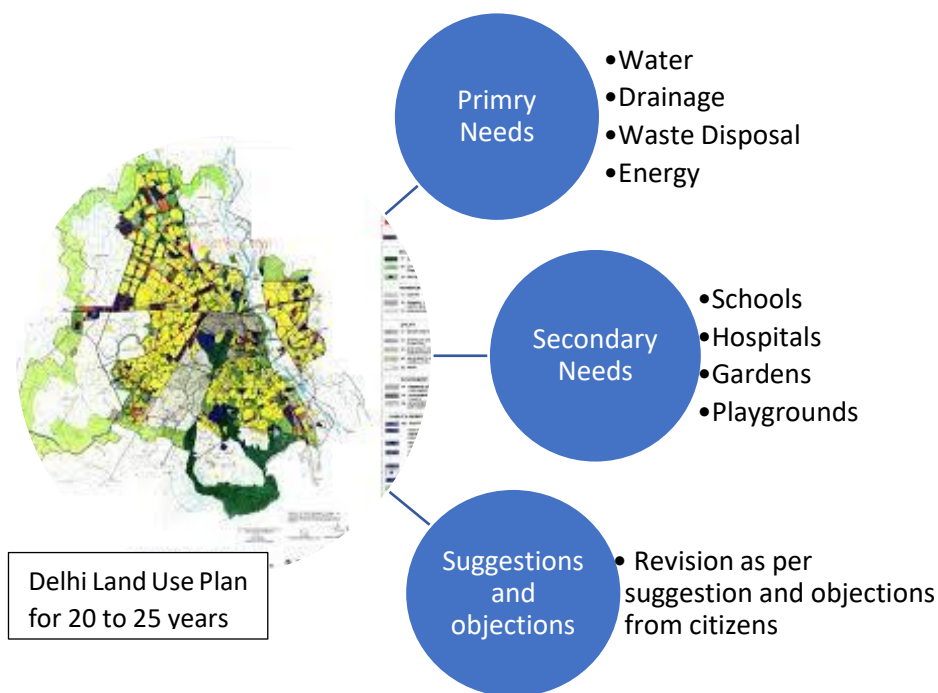 Primry
Needs
•Water
•Drainage
•Waste Disposal
•Energy
Secondary
Needs
•Schools
•Hospitals
•Gardens
•Playgrounds
Suggestions
and
objections
• Revision as per
suggestion and objections
from citizens
Delhi Land Use Plan
for 20 to 25 years